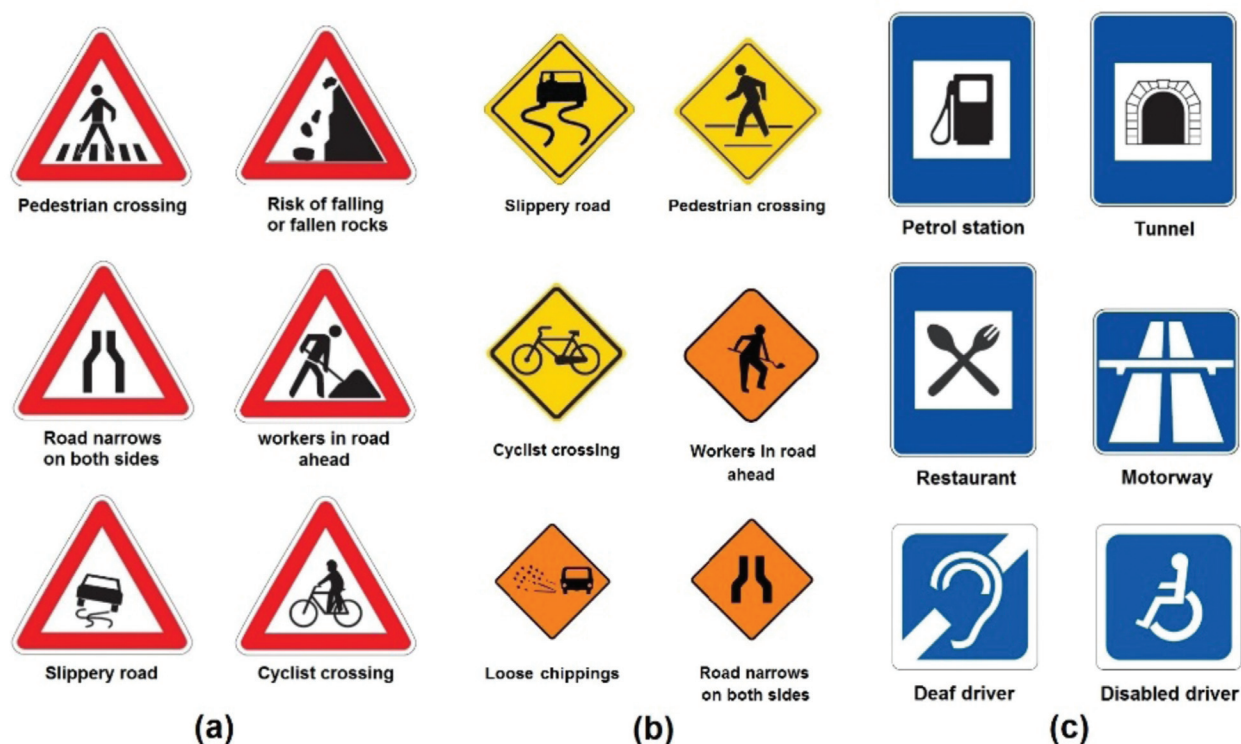 Pedestrian crossing
Risk of falling
or fallen rocks
Slippery road
Pedestrian crossing
Petrol station
Tunnel
Road narrows
on both sides
workers in road
ahead
Cyclist crossing
Workers in road
ahead
Restaurant
Motorway
Slippery road
Cyclist crossing
Loose chippings
Road narrows
on both sides
Deaf driver
Disabled driver
(a)
(b)
(c)